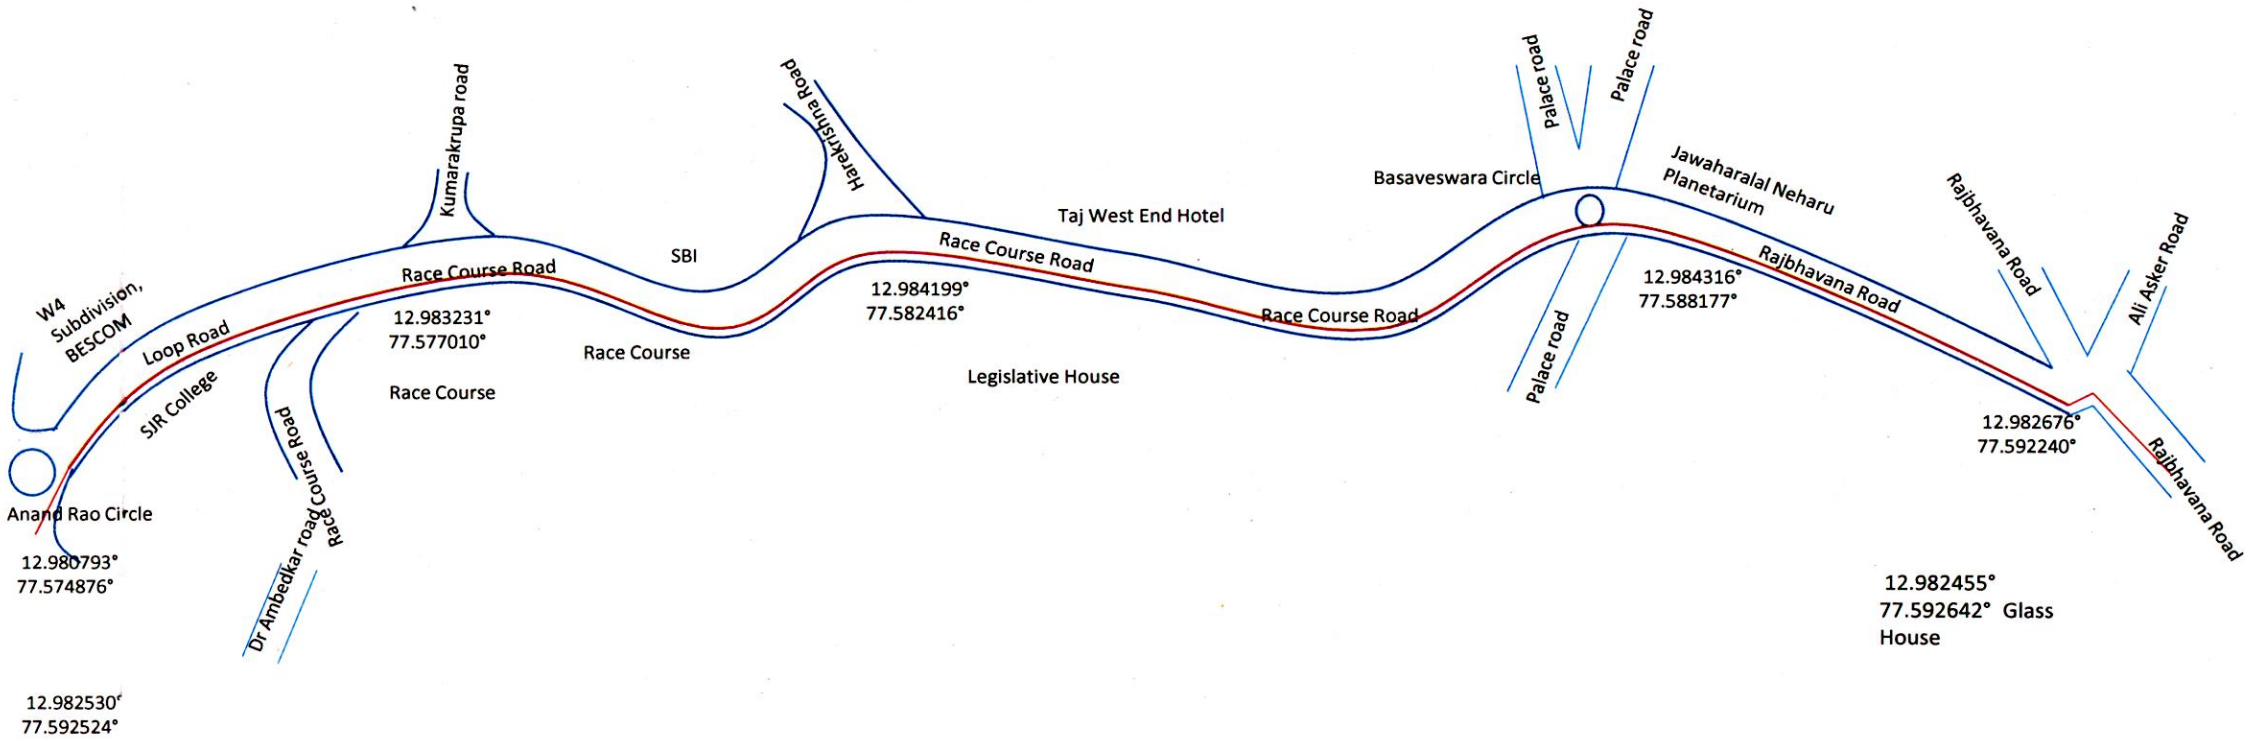 Kumarakrupa road
Harekrishna Road
Palace road
Palace road
Basaveswara Circle
Jawaharalal Neharu
Planetarium
Rajbhavana Road
Ali Asker Road
Taj West End Hotel
SBI
Race Course Road
Race Course Road
Rajbhavana Road
W4
Subdivision,
BESCOM
Loop Road
12.983231°
77.577010°
12.984199°
77.582416°
Race Course Road
12.984316°
77.588177°
Race Course
Race Course
Legislative House
Palace road
SJR College
Race Course Road
12.982676°
77.592240°
Rajbhavana Road
Anand Rao Circle
12.980793°
77.574876°
Dr Ambedkar road
12.982455°
77.592642° Glass
House
12.982530°
77.592524°